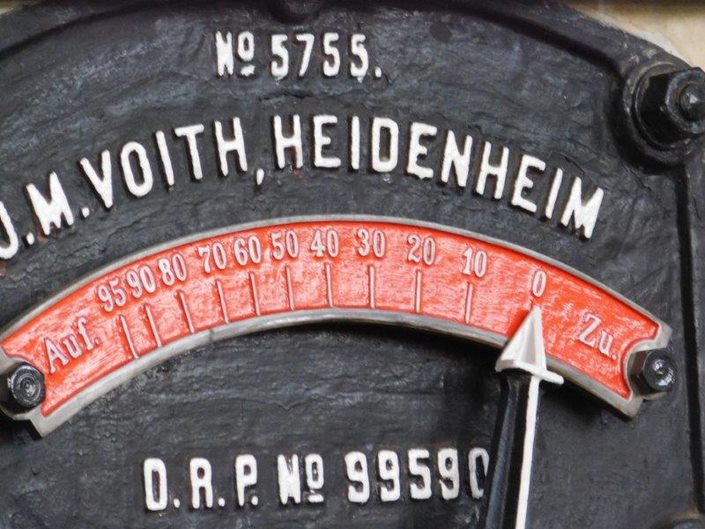 No 5755.
J.M. VOITH, HEIDENHEIM
Auf. 95 90 80 70 60 50 40 30 20 10 0 Zu.
D.R.P. No 99590